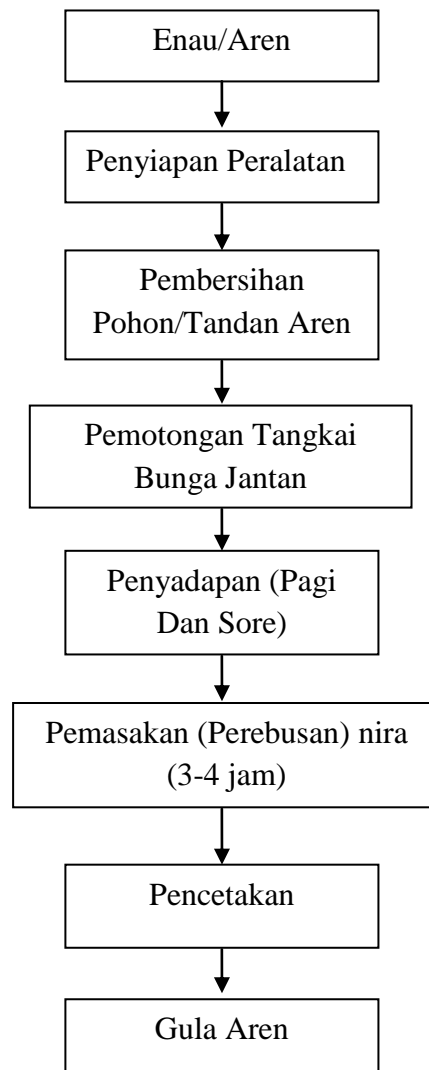 Enau/Aren
Penyiapan Peralatan
Pembersihan
Pohon/Tandan Aren
Pemotongan Tangkai
Bunga Jantan
Penyadapan (Pagi
Dan Sore)
Pemasakan (Perebusan) nira
(3-4 jam)
Pencetakan
Gula Aren